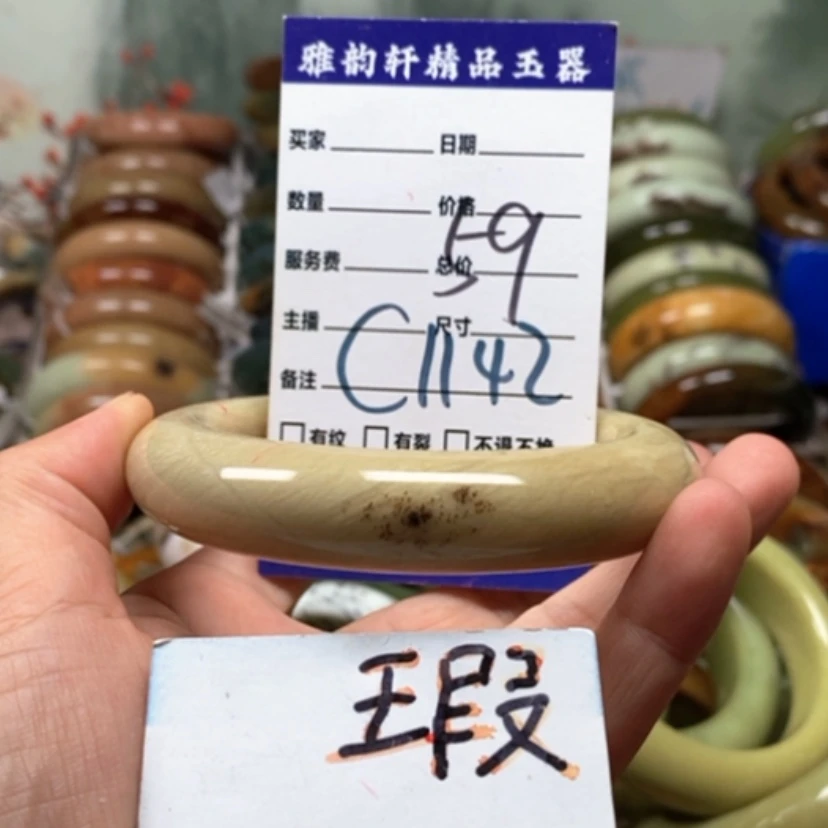 雅韵轩精品玉器
买家 日期
数量 价格
59
服务费 总价
主播 尺寸
C1142
备注
有纹 有裂 不退不换
瑕